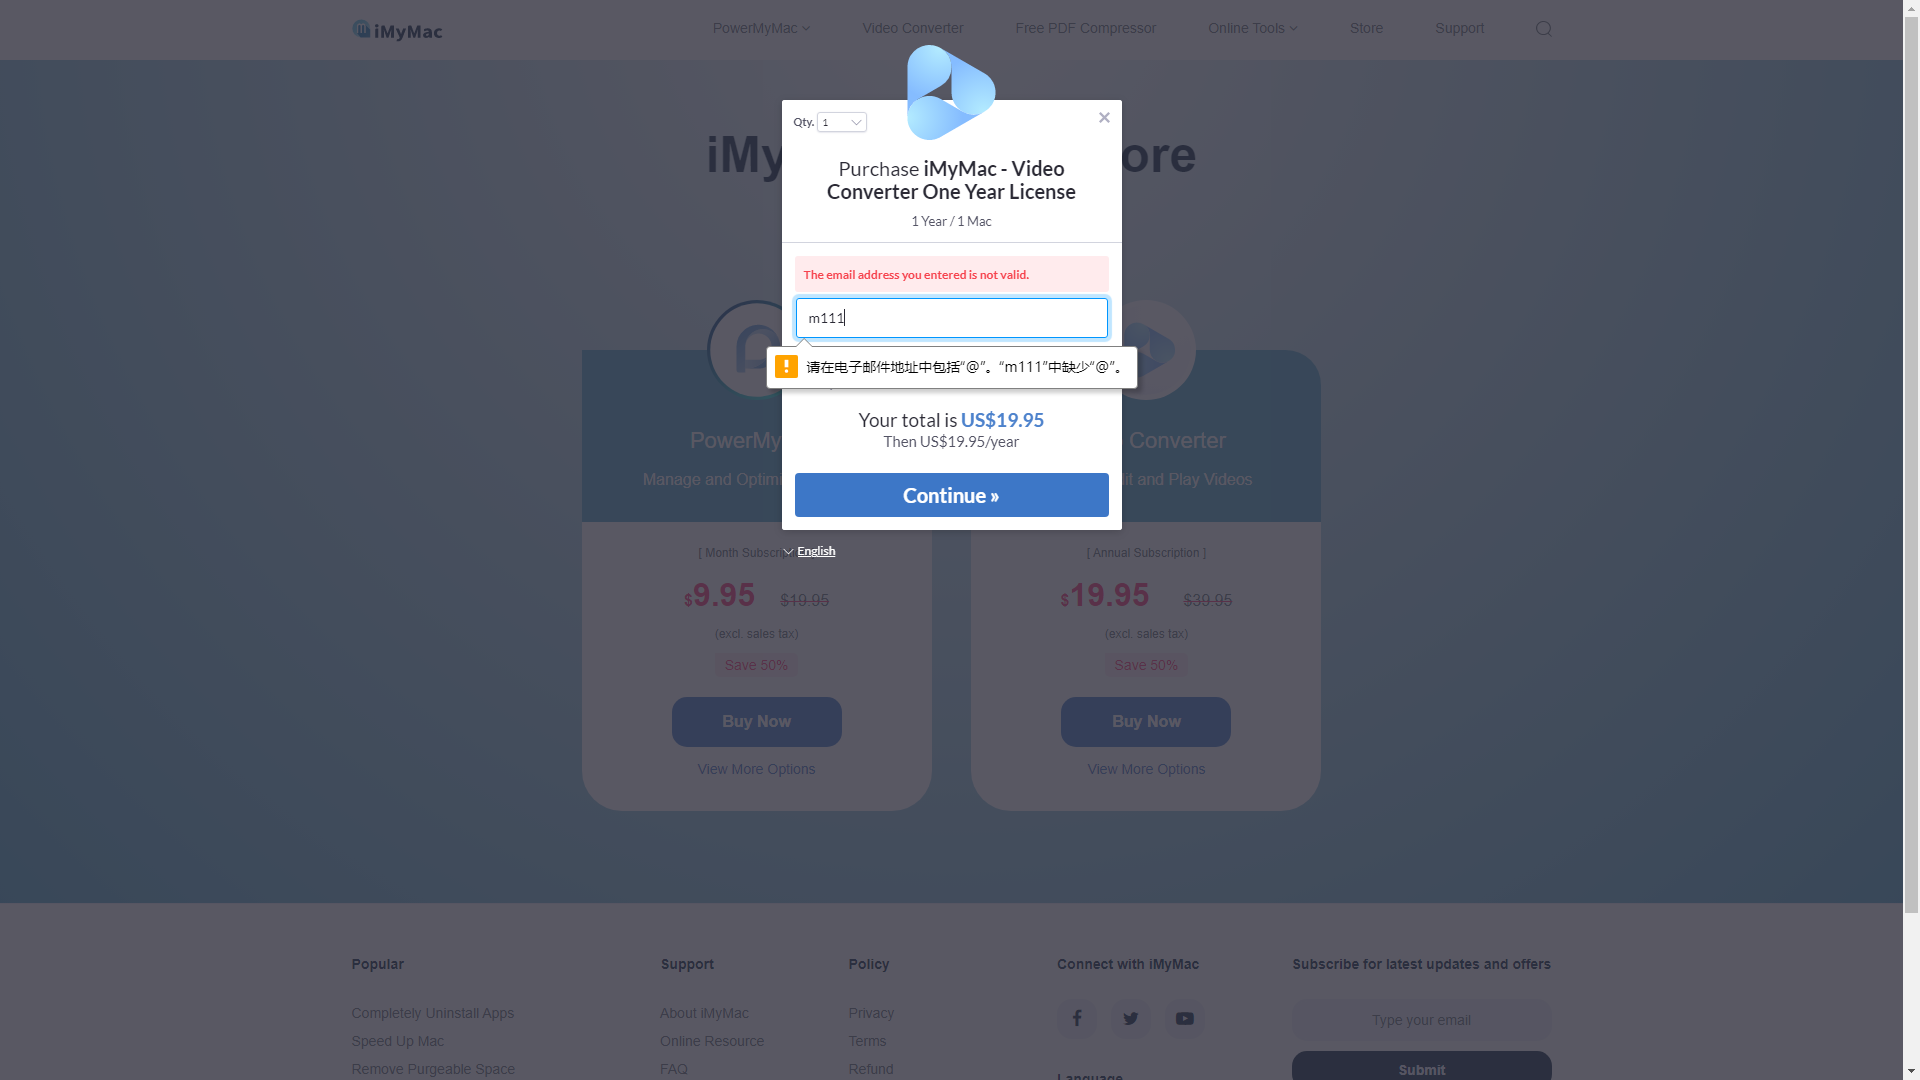 iMyMac
PowerMyMac
Video Converter
Free PDF Compressor
Online Tools
Store
Support
Qty. 1
Purchase iMyMac - Video
Converter One Year License
1 Year / 1 Mac
The email address you entered is not valid.
m111
请在电子邮件地址中包括“@”。“m111”中缺少“@”。
Your total is US$19.95
Then US$19.95/year
Continue »
English
iMy
ore
PowerMy
Manage and Optimi
[ Month Subscrip
$9.95 $19.95
(excl. sales tax)
Save 50%
Buy Now
View More Options
Converter
it and Play Videos
[ Annual Subscription ]
$19.95 $39.95
(excl. sales tax)
Save 50%
Buy Now
View More Options
Popular
Completely Uninstall Apps
Speed Up Mac
Remove Purgeable Space
Support
About iMyMac
Online Resource
FAQ
Policy
Privacy
Terms
Refund
Connect with iMyMac
Language
Subscribe for latest updates and offers
Type your email
Submit